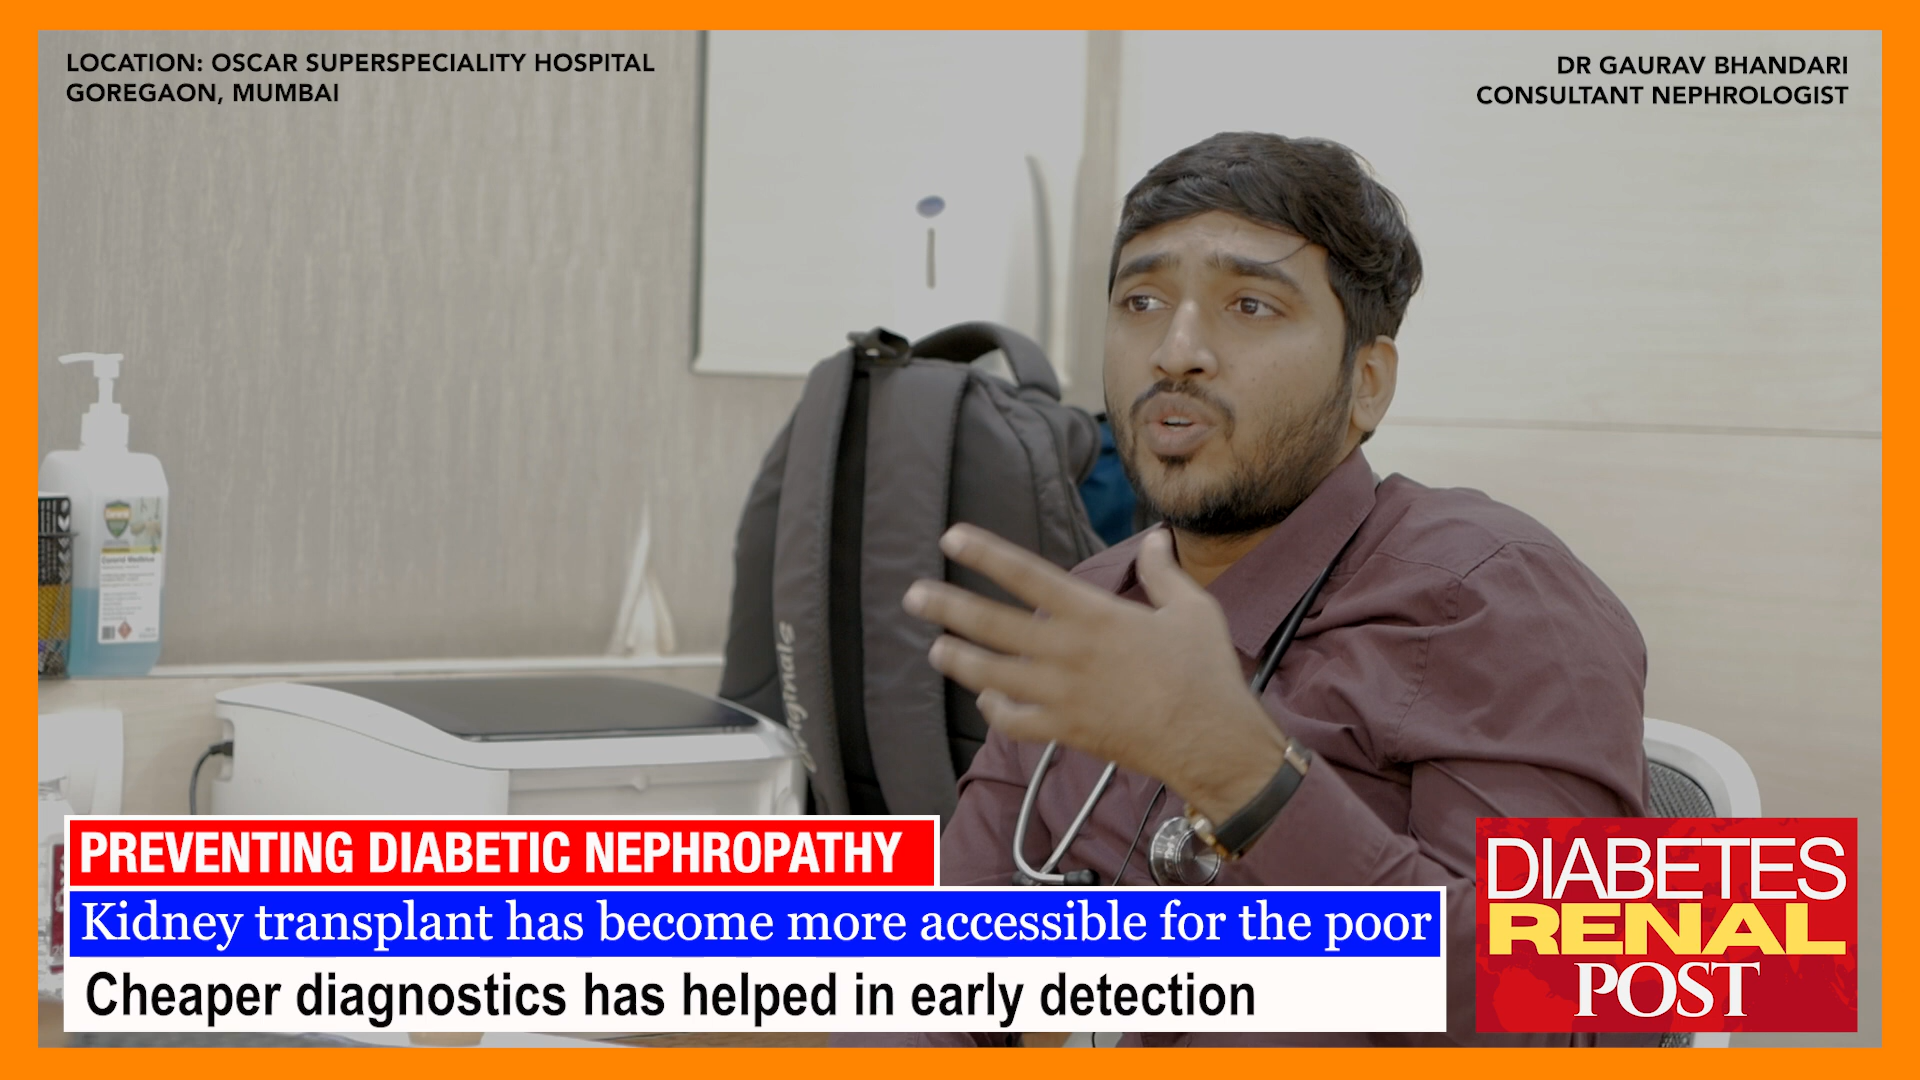 LOCATION: OSCAR SUPERSPECIALITY HOSPITAL
GOREGAON, MUMBAI
DR GAURAV BHANDARI
CONSULTANT NEPHROLOGIST
originals
PREVENTING DIABETIC NEPHROPATHY
Kidney transplant has become more accessible for the poor
Cheaper diagnostics has helped in early detection
DIABETES
RENAL
POST